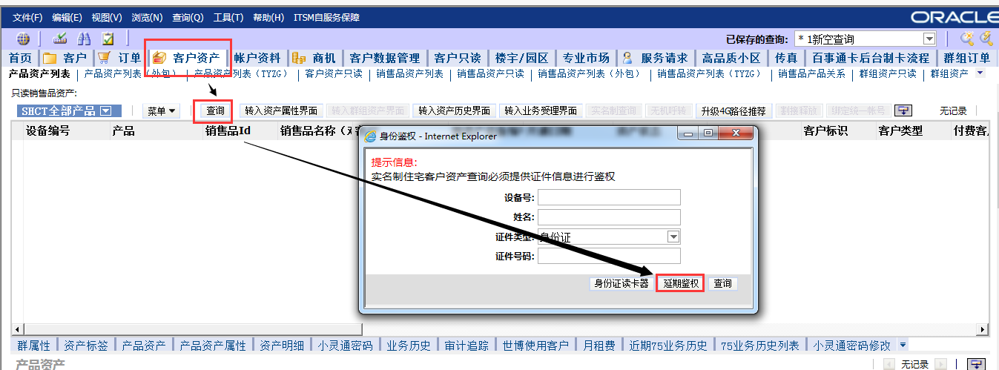 文件(F) 编辑(E) 视图(V) 浏览(N) 查询(Q) 工具(T) 帮助(H) ITSM自服务保障
ORACLE
已保存的查询: * 1新空查询
首页 客户 订单 客户资产 帐户资料 商机 客户数据管理 客户只读 楼宇/园区 专业市场 服务请求 高品质小区 传真 百事通卡后台制卡流程 群组订单
产品资产列表 | 产品资产列表（外包） | 产品资产列表（TYZG） | 客户资产只读 | 销售品资产列表 | 销售品资产只读 | 销售品资产列表（外包） | 销售品资产列表（TYZG） | 销售品产品关系 | 群组资产只读 | 群组资产
只读销售品资产:
SHCT全部产品 菜单 查询 转入资产属性界面 转入群组资产界面 转入资产历史界面 转入业务受理界面 实名制查询 无机呼转 升级4G路径推荐 割接释放 绑定统一帐号 无记录
设备编号 产品 销售品Id 销售品名称 客户标识 客户类型 付费客
身份鉴权 - Internet Explorer
提示信息:
实名制住宅客户资产查询必须提供证件信息进行鉴权
设备号:
姓名:
证件类型: 身份证
证件号码:
身份证读卡器 延期鉴权 查询
群属性 资产标签 产品资产 产品资产属性 资产明细 小灵通密码 业务历史 审计追踪 世博使用客户 月租费 近期75业务历史 75业务历史列表 小灵通密码修改
产品资产 无记录